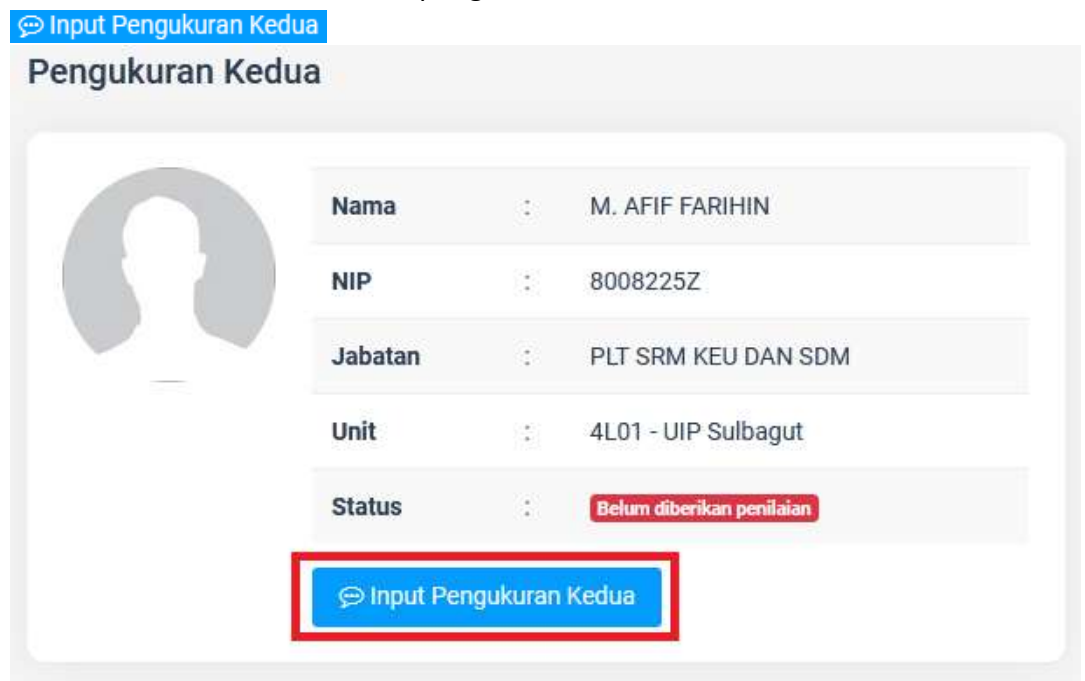 Input Pengukuran Kedua
Pengukuran Kedua
Nama : M. AFIF FARIHIN
NIP : 8008225Z
Jabatan : PLT SRM KEU DAN SDM
Unit : 4L01 - UIP Sulbagut
Status : Belum diberikan penilaian
Input Pengukuran Kedua